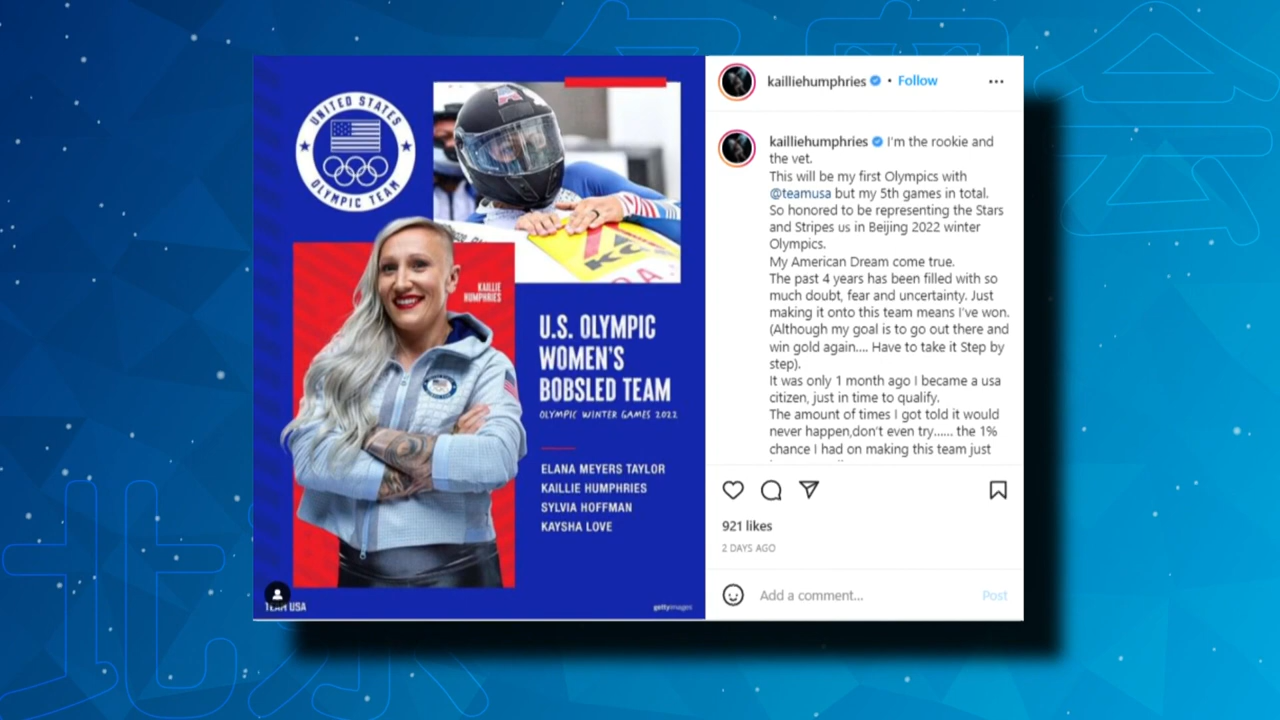 UNITED STATES
OLYMPIC TEAM
KAILLIE
HUMPHRIES
U.S. OLYMPIC
WOMEN'S
BOBSLED TEAM
OLYMPIC WINTER GAMES 2022
ELANA MEYERS TAYLOR
KAILLIE HUMPHRIES
SYLVIA HOFFMAN
KAYSHA LOVE
TEAM USA
gettyimages
kailliehumphries • Follow
kailliehumphries I'm the rookie and
the vet.
This will be my first Olympics with
@teamusa but my 5th games in total.
So honored to be representing the Stars
and Stripes us in Beijing 2022 winter
Olympics.
My American Dream come true.
The past 4 years has been filled with so
much doubt, fear and uncertainty. Just
making it onto this team means I've won.
(Although my goal is to go out there and
win gold again.... Have to take it Step by
step).
It was only 1 month ago I became a usa
citizen, just in time to qualify.
The amount of times I got told it would
never happen,don't even try...... the 1%
chance I had on making this team just
921 likes
2 DAYS AGO
Add a comment...
Post
北京
会